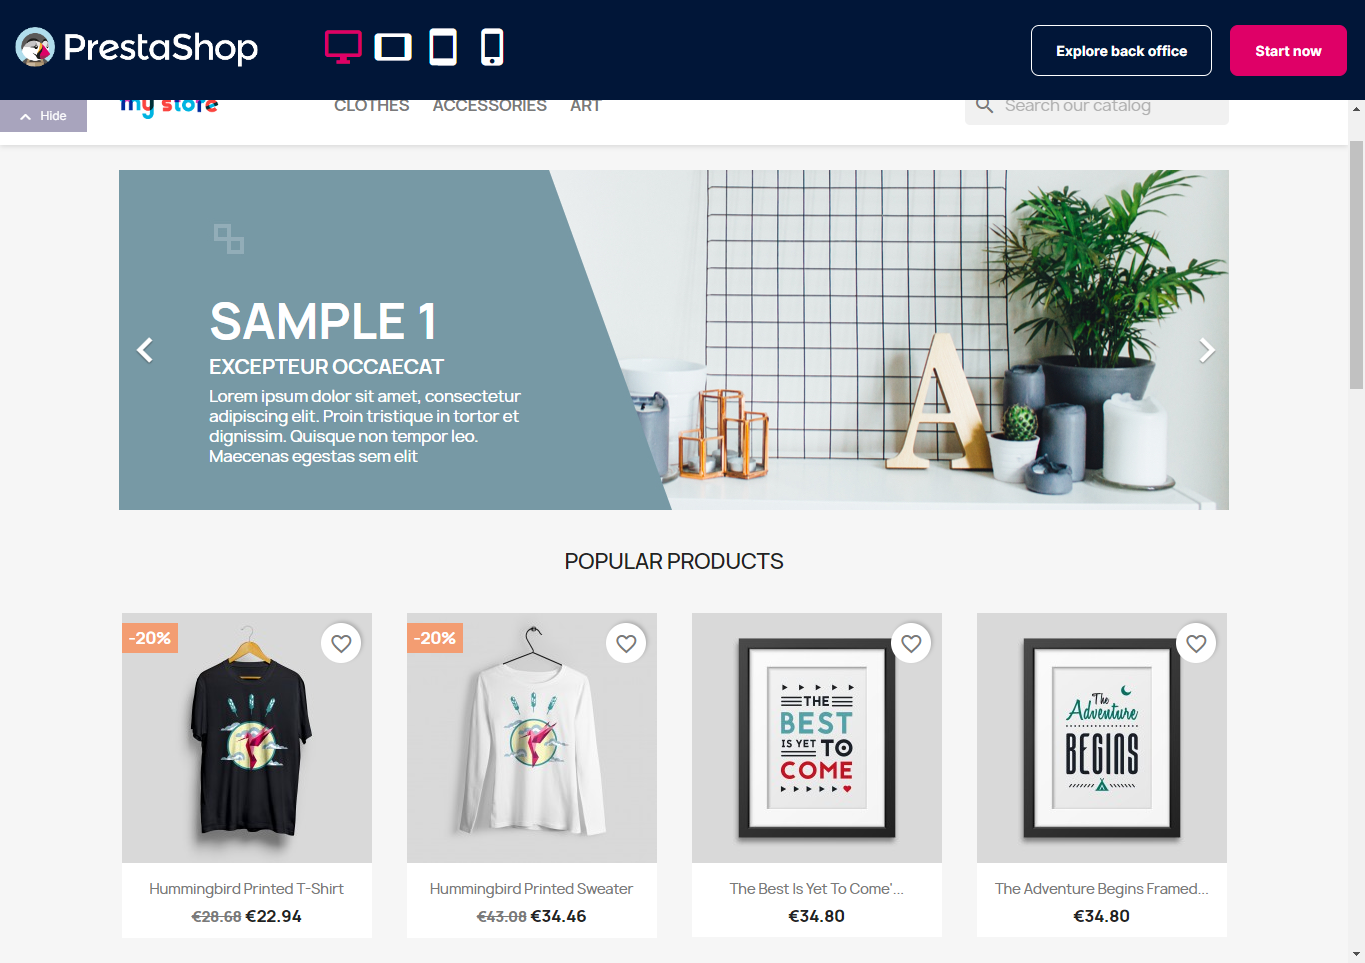 PrestaShop
Explore back office
Start now
Hide
my store
CLOTHES ACCESSORIES ART
Search our catalog
SAMPLE 1
EXCEPTEUR OCCAECAT
Lorem ipsum dolor sit amet, consectetur
adipiscing elit. Proin tristique in tortor et
dignissim. Quisque non tempor leo.
Maecenas egestas sem elit
A
POPULAR PRODUCTS
-20%
Hummingbird Printed T-Shirt
€28.68 €22.94
-20%
Hummingbird Printed Sweater
€43.08 €34.46
THE
BEST
IS YET TO
COME
The Best Is Yet To Come'...
€34.80
The
Adventure
BEGINS
The Adventure Begins Framed...
€34.80